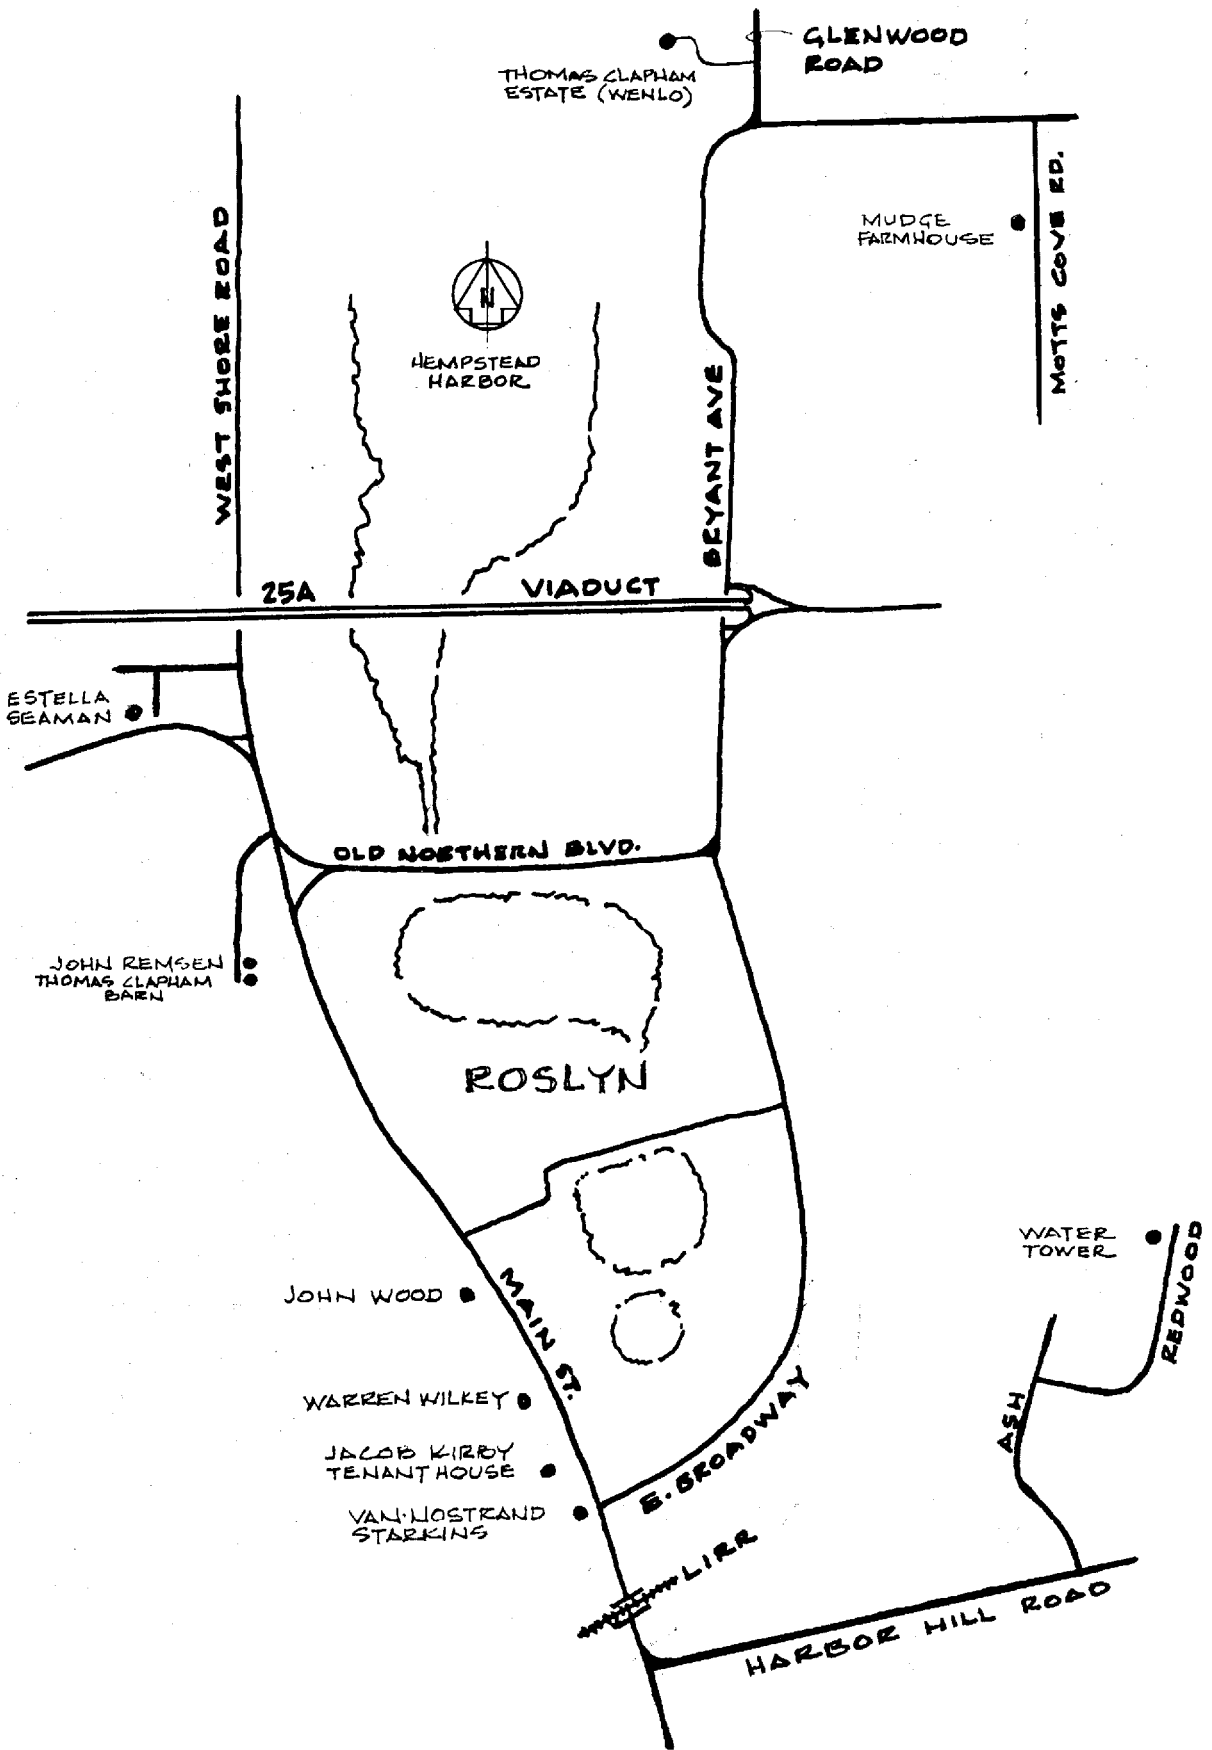 GLENWOOD
ROAD
THOMAS CLAPHAM
ESTATE (WENLO)
MOTTS COVE RD.
MUDGE
FARMHOUSE
WEST SHORE ROAD
N
HEMPSTEAD
HARBOR
BRYANT AVE
25A VIADUCT
ESTELLA
SEAMAN
OLD NORTHERN BLVD.
JOHN REMSEN
THOMAS CLAPHAM
BARN
ROSLYN
WATER
TOWER
REDWOOD
JOHN WOOD
MAIN ST.
WARREN WILKEY
ASH
JACOB KIRBY
TENANT HOUSE
E. BROADWAY
VAN-NOSTRAND
STARKINS
LIRR
HARBOR HILL ROAD